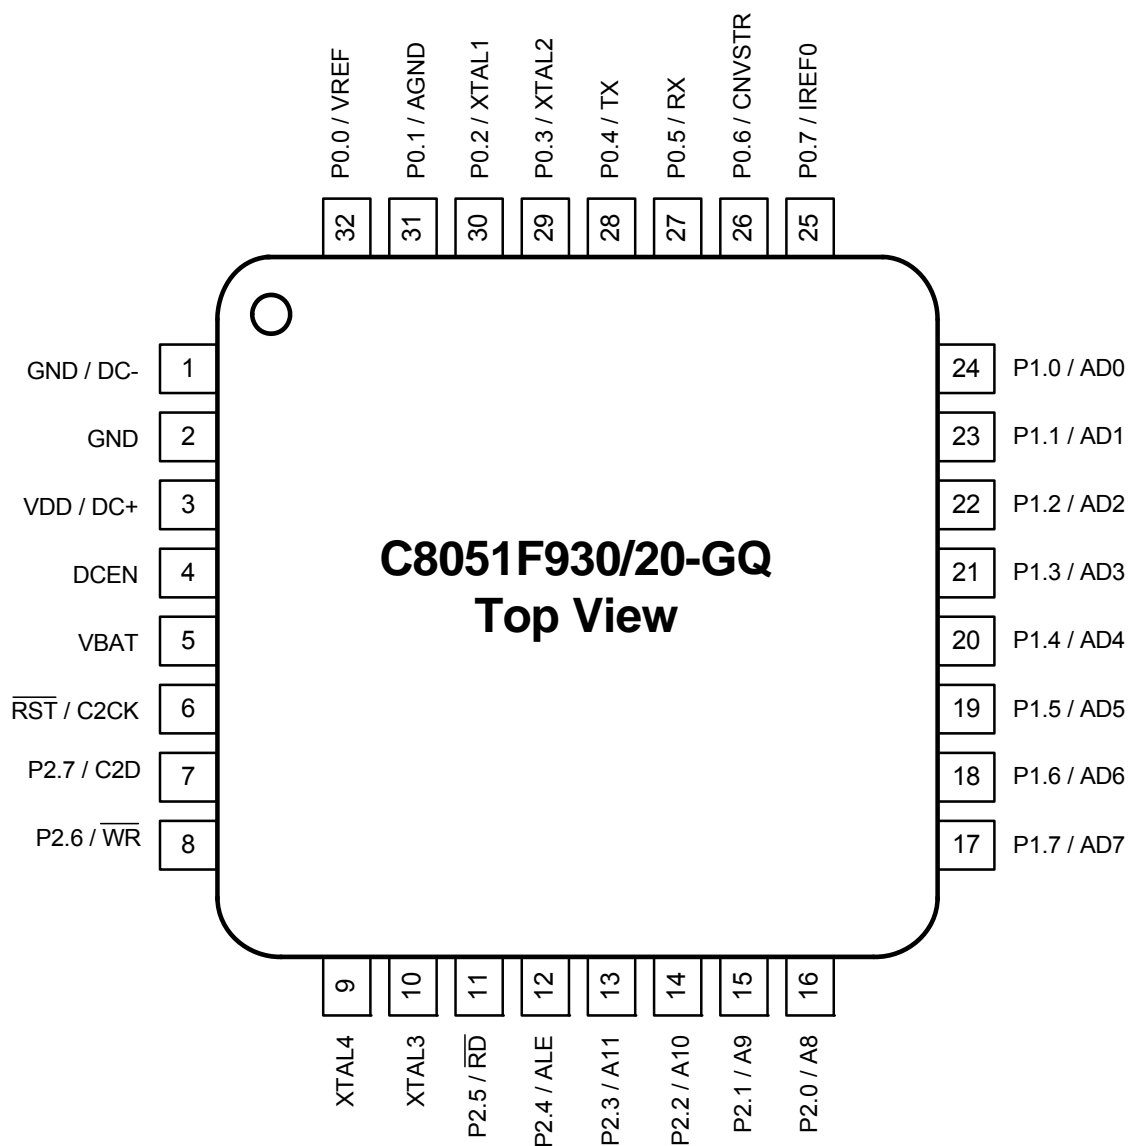 P0.0 / VREF
P0.1 / AGND
P0.2 / XTAL1
P0.3 / XTAL2
P0.4 / TX
P0.5 / RX
P0.6 / CNVSTR
P0.7 / IREF0
32
31
30
29
28
27
26
25
GND / DC- 1
GND 2
VDD / DC+ 3
DCEN 4
VBAT 5
R̅S̅T̅ / C2CK 6
P2.7 / C2D 7
P2.6 / W̅R̅ 8
C8051F930/20-GQ
Top View
24 P1.0 / AD0
23 P1.1 / AD1
22 P1.2 / AD2
21 P1.3 / AD3
20 P1.4 / AD4
19 P1.5 / AD5
18 P1.6 / AD6
17 P1.7 / AD7
9
10
11
12
13
14
15
16
XTAL4
XTAL3
P2.5 / R̅D̅
P2.4 / ALE
P2.3 / A11
P2.2 / A10
P2.1 / A9
P2.0 / A8